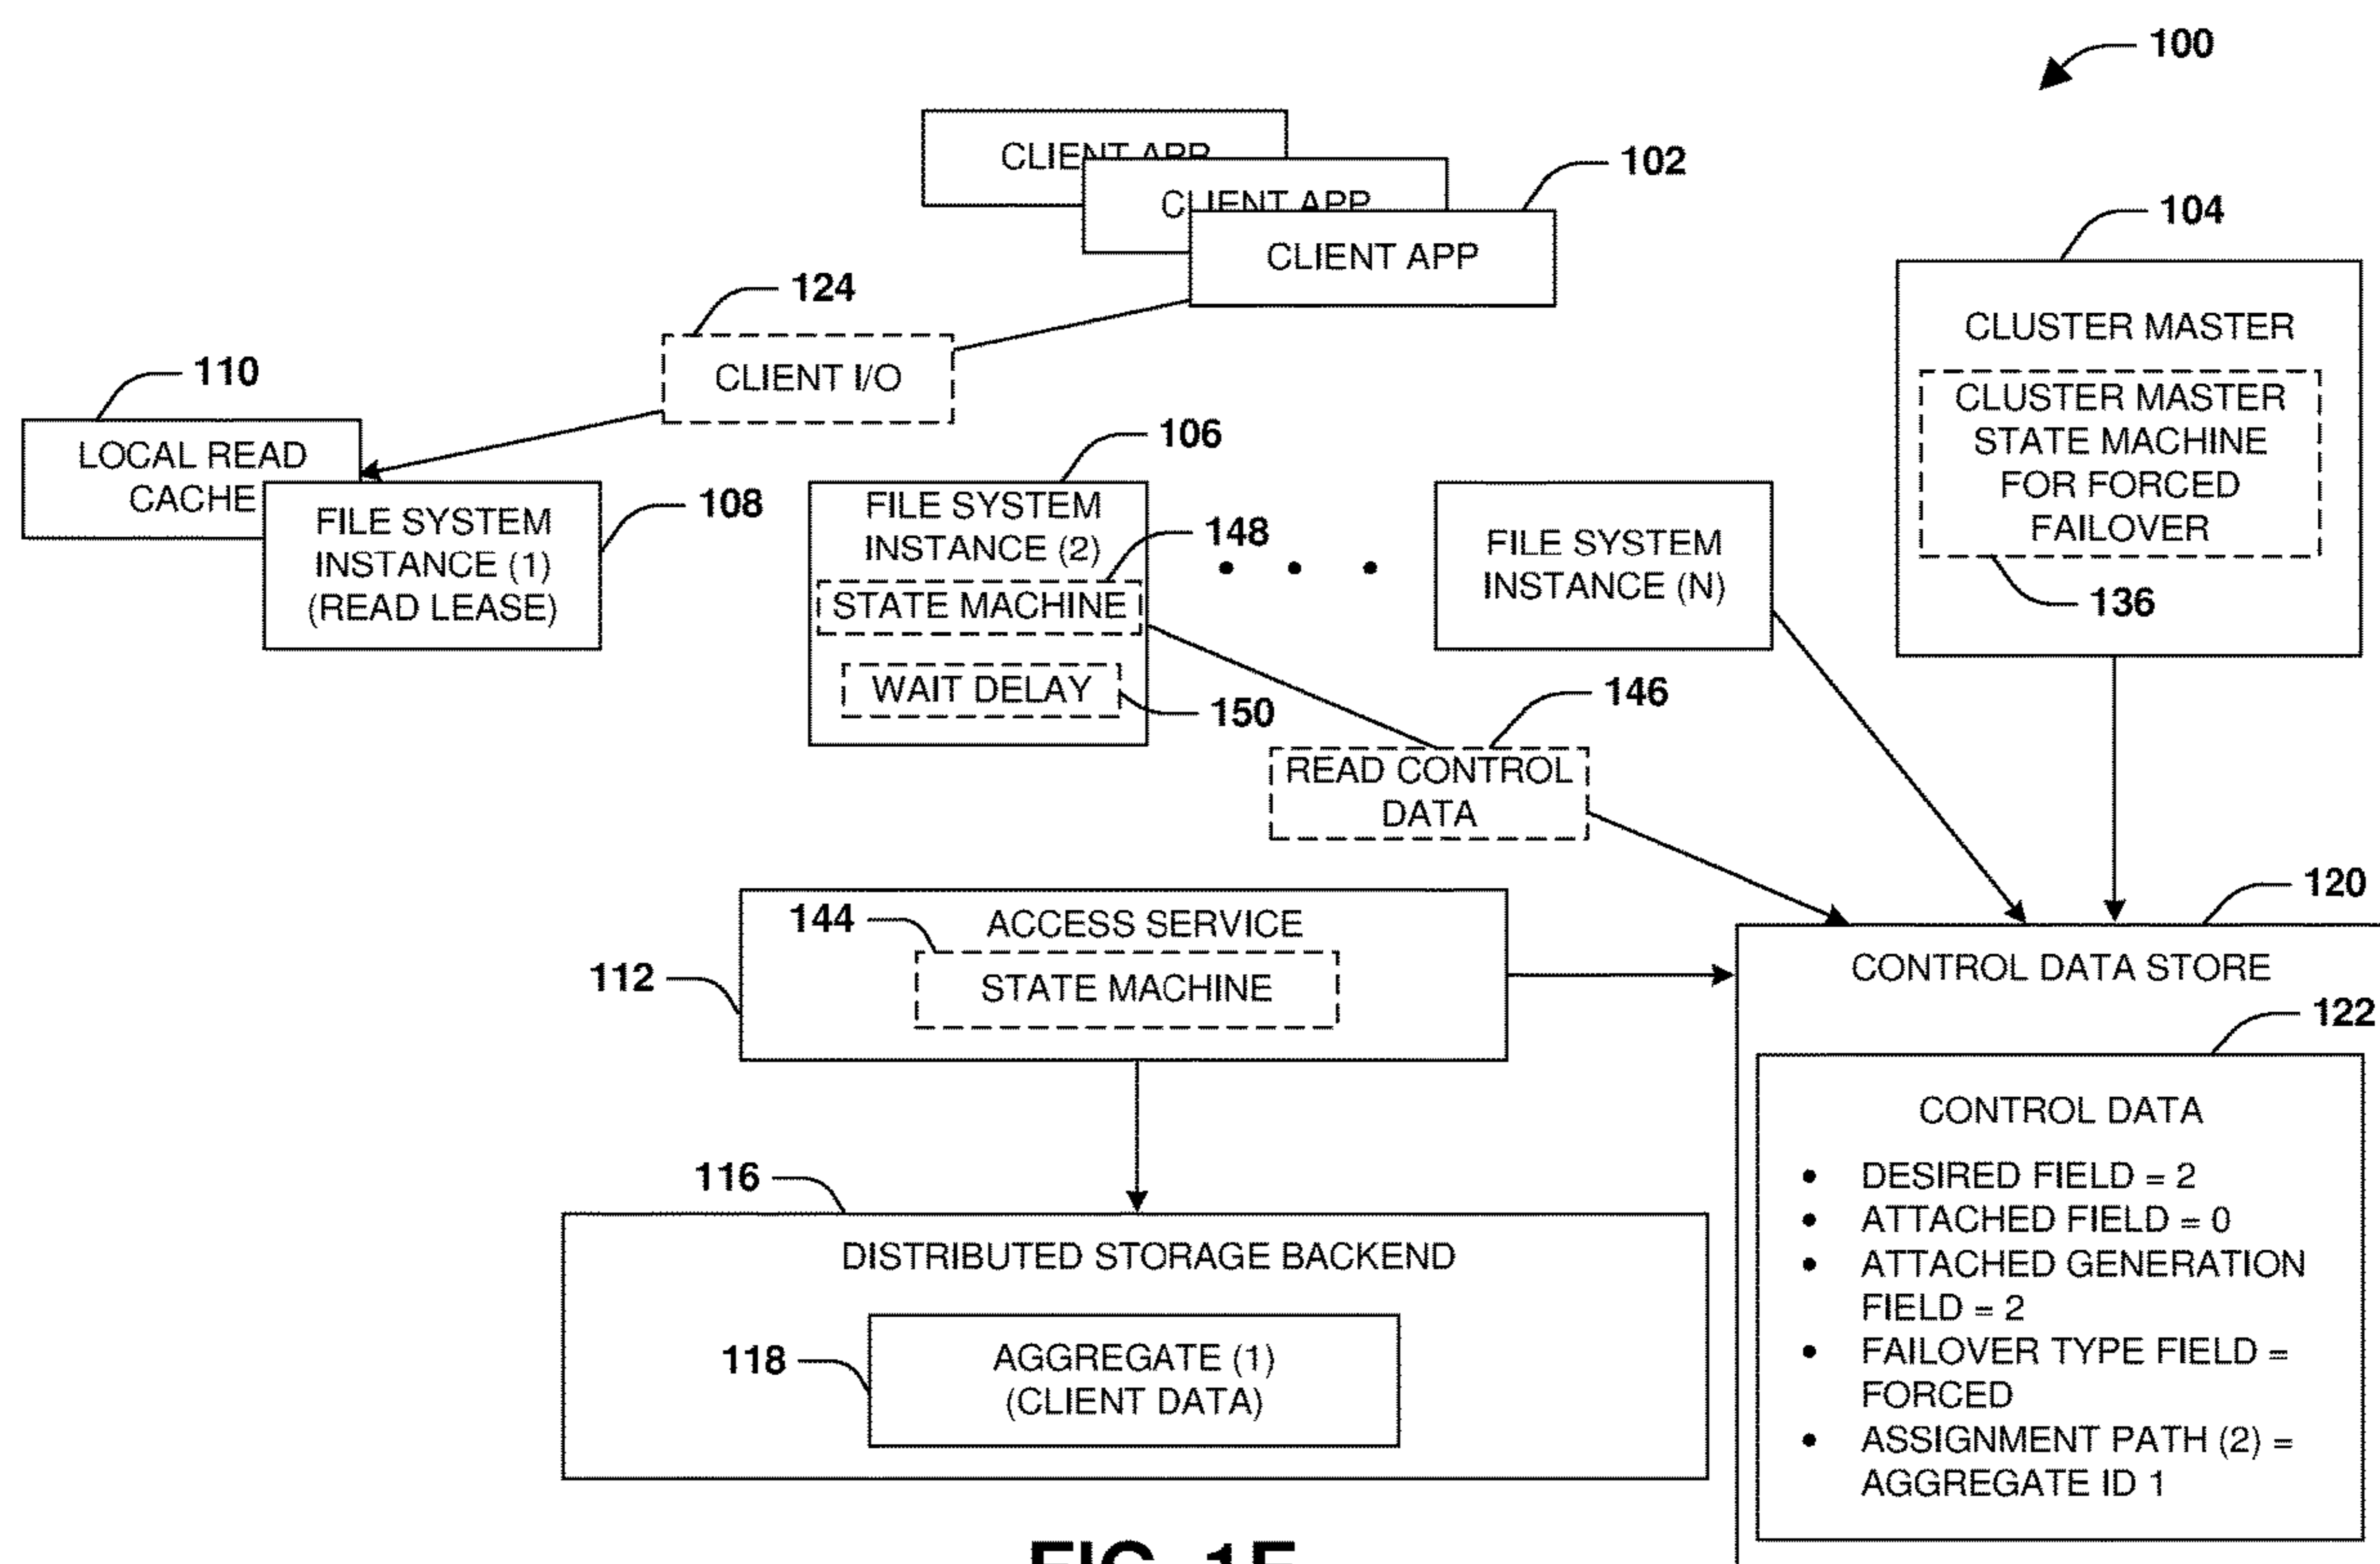 100
CLIENT APP
CLIENT APP
102
CLIENT APP
104
124
CLIENT I/O
CLUSTER MASTER
CLUSTER MASTER
STATE MACHINE
FOR FORCED
FAILOVER
136
110
LOCAL READ
CACHE
FILE SYSTEM
INSTANCE (1)
(READ LEASE)
108
106
FILE SYSTEM
INSTANCE (2)
148
STATE MACHINE
WAIT DELAY
150
• • •
FILE SYSTEM
INSTANCE (N)
146
READ CONTROL
DATA
144
ACCESS SERVICE
112
STATE MACHINE
120
CONTROL DATA STORE
122
CONTROL DATA
• DESIRED FIELD = 2
• ATTACHED FIELD = 0
• ATTACHED GENERATION
FIELD = 2
• FAILOVER TYPE FIELD =
FORCED
• ASSIGNMENT PATH (2) =
AGGREGATE ID 1
116
DISTRIBUTED STORAGE BACKEND
118
AGGREGATE (1)
(CLIENT DATA)